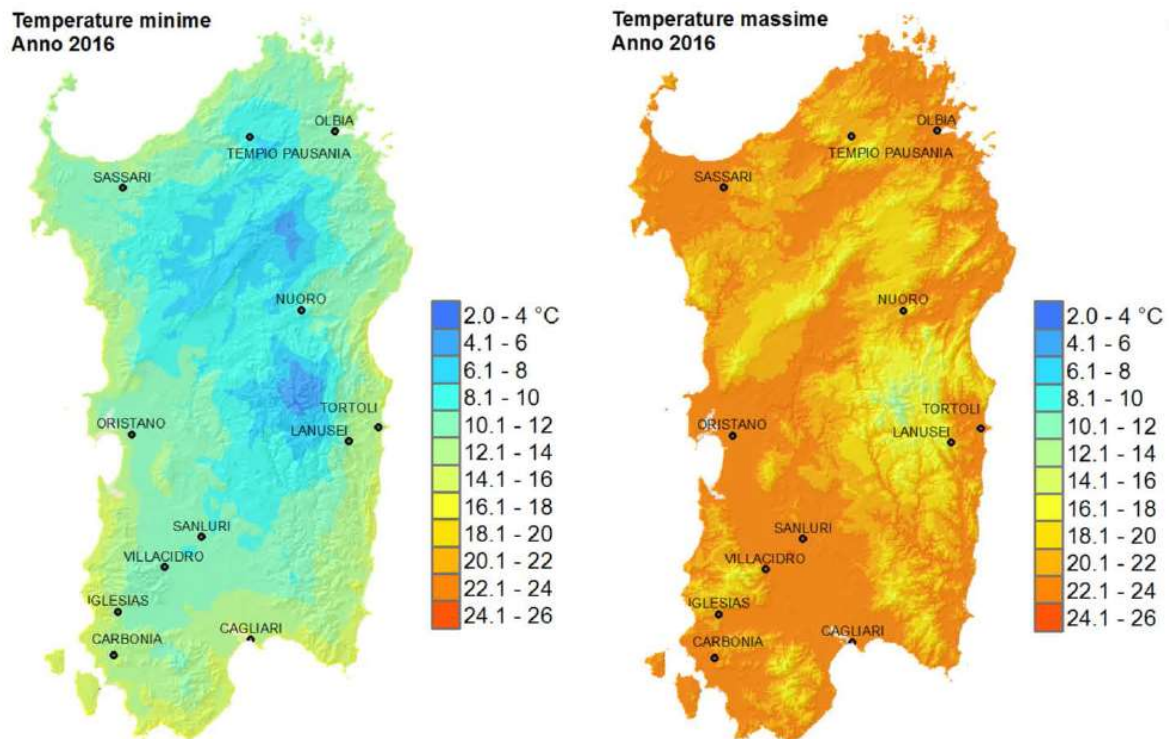 Temperature minime
Anno 2016
OLBIA
TEMPIO PAUSANIA
SASSARI
NUORO
TORTOLI
ORISTANO
LANUSEI
SANLURI
VILLACIDRO
IGLESIAS
CARBONIA
CAGLIARI
2.0 - 4 °C
4.1 - 6
6.1 - 8
8.1 - 10
10.1 - 12
12.1 - 14
14.1 - 16
16.1 - 18
18.1 - 20
20.1 - 22
22.1 - 24
24.1 - 26
Temperature massime
Anno 2016
OLBIA
TEMPIO PAUSANIA
SASSARI
NUORO
TORTOLI
ORISTANO
LANUSEI
SANLURI
VILLACIDRO
IGLESIAS
CARBONIA
CAGLIARI
2.0 - 4 °C
4.1 - 6
6.1 - 8
8.1 - 10
10.1 - 12
12.1 - 14
14.1 - 16
16.1 - 18
18.1 - 20
20.1 - 22
22.1 - 24
24.1 - 26